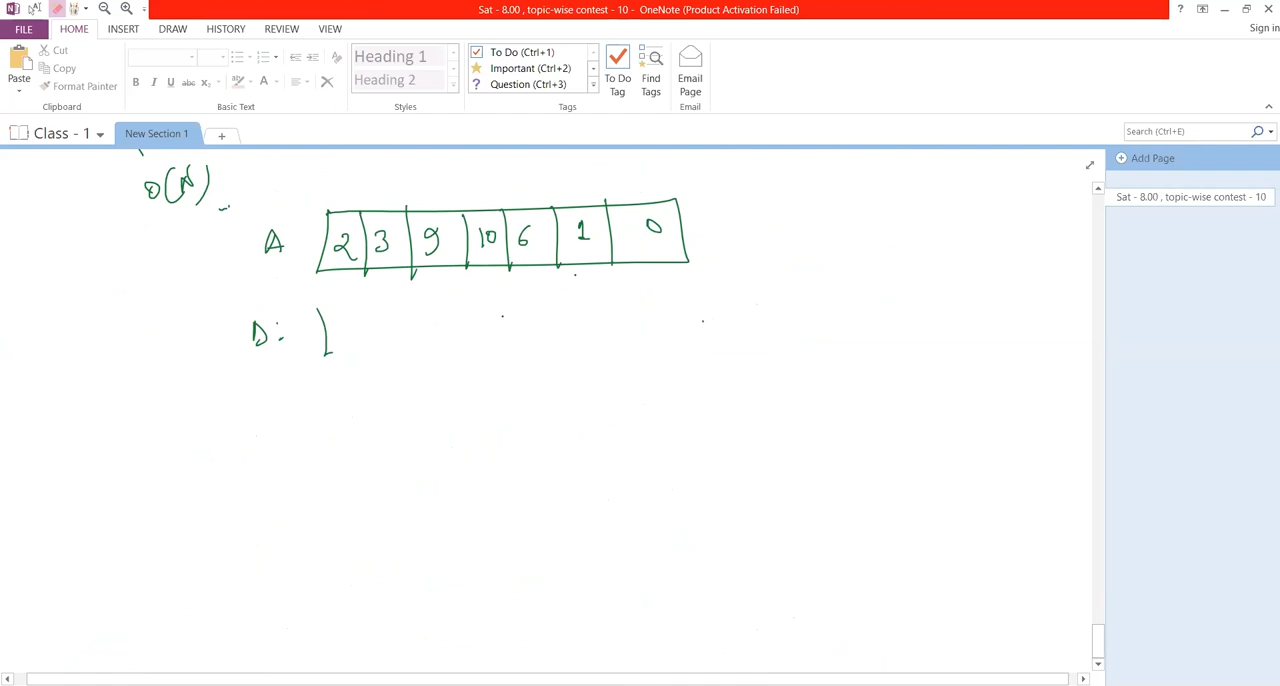 Sat - 8.00 , topic-wise contest - 10 - OneNote (Product Activation Failed)
FILE HOME INSERT DRAW HISTORY REVIEW VIEW Sign in
Paste
Cut
Copy
Format Painter
Clipboard
B I U abc x₂ A
Basic Text
Heading 1
Heading 2
Styles
To Do (Ctrl+1)
Important (Ctrl+2)
Question (Ctrl+3)
To Do Tag
Find Tags
Tags
Email Page
Email
Class - 1 New Section 1
Search (Ctrl+E)
Add Page
Sat - 8.00 , topic-wise contest - 10
O(N)
A 2 3 9 10 6 1 0
D: